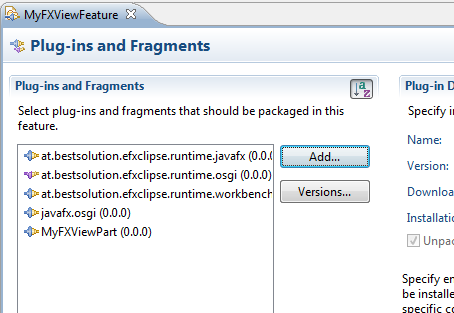 MyFXViewFeature
Plug-ins and Fragments
Plug-ins and Fragments
Select plug-ins and fragments that should be packaged in this
feature.
at.bestsolution.efxclipse.runtime.javafx (0.0.0
at.bestsolution.efxclipse.runtime.osgi (0.0.0)
at.bestsolution.efxclipse.runtime.workbench
javafx.osgi (0.0.0)
MyFXViewPart (0.0.0)
Add...
Versions...
Plug-in D
Specify i
Name:
Version:
Downloa
Installatio
Unpac
Specify en
be installe
specific co